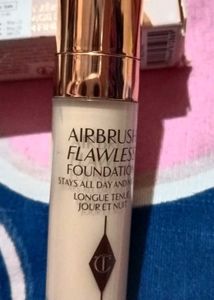 AIRBRUSH
FLAWLESS
FOUNDATION
STAYS ALL DAY AND
LONGUE TENUE
JOUR ET NUIT
CT